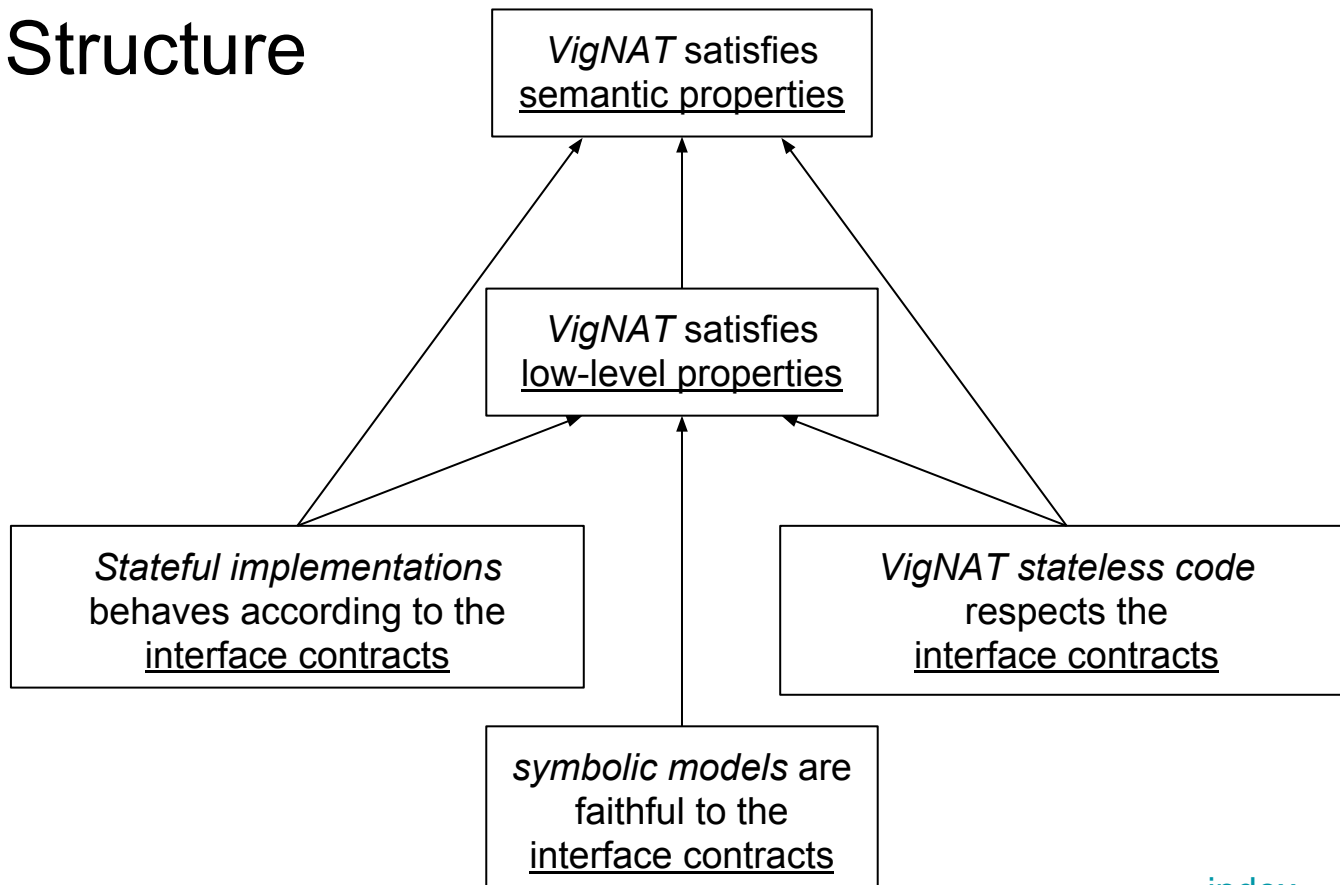 Structure
VigNAT satisfies
semantic properties
VigNAT satisfies
low-level properties
Stateful implementations
behaves according to the
interface contracts
VigNAT stateless code
respects the
interface contracts
symbolic models are
faithful to the
interface contracts